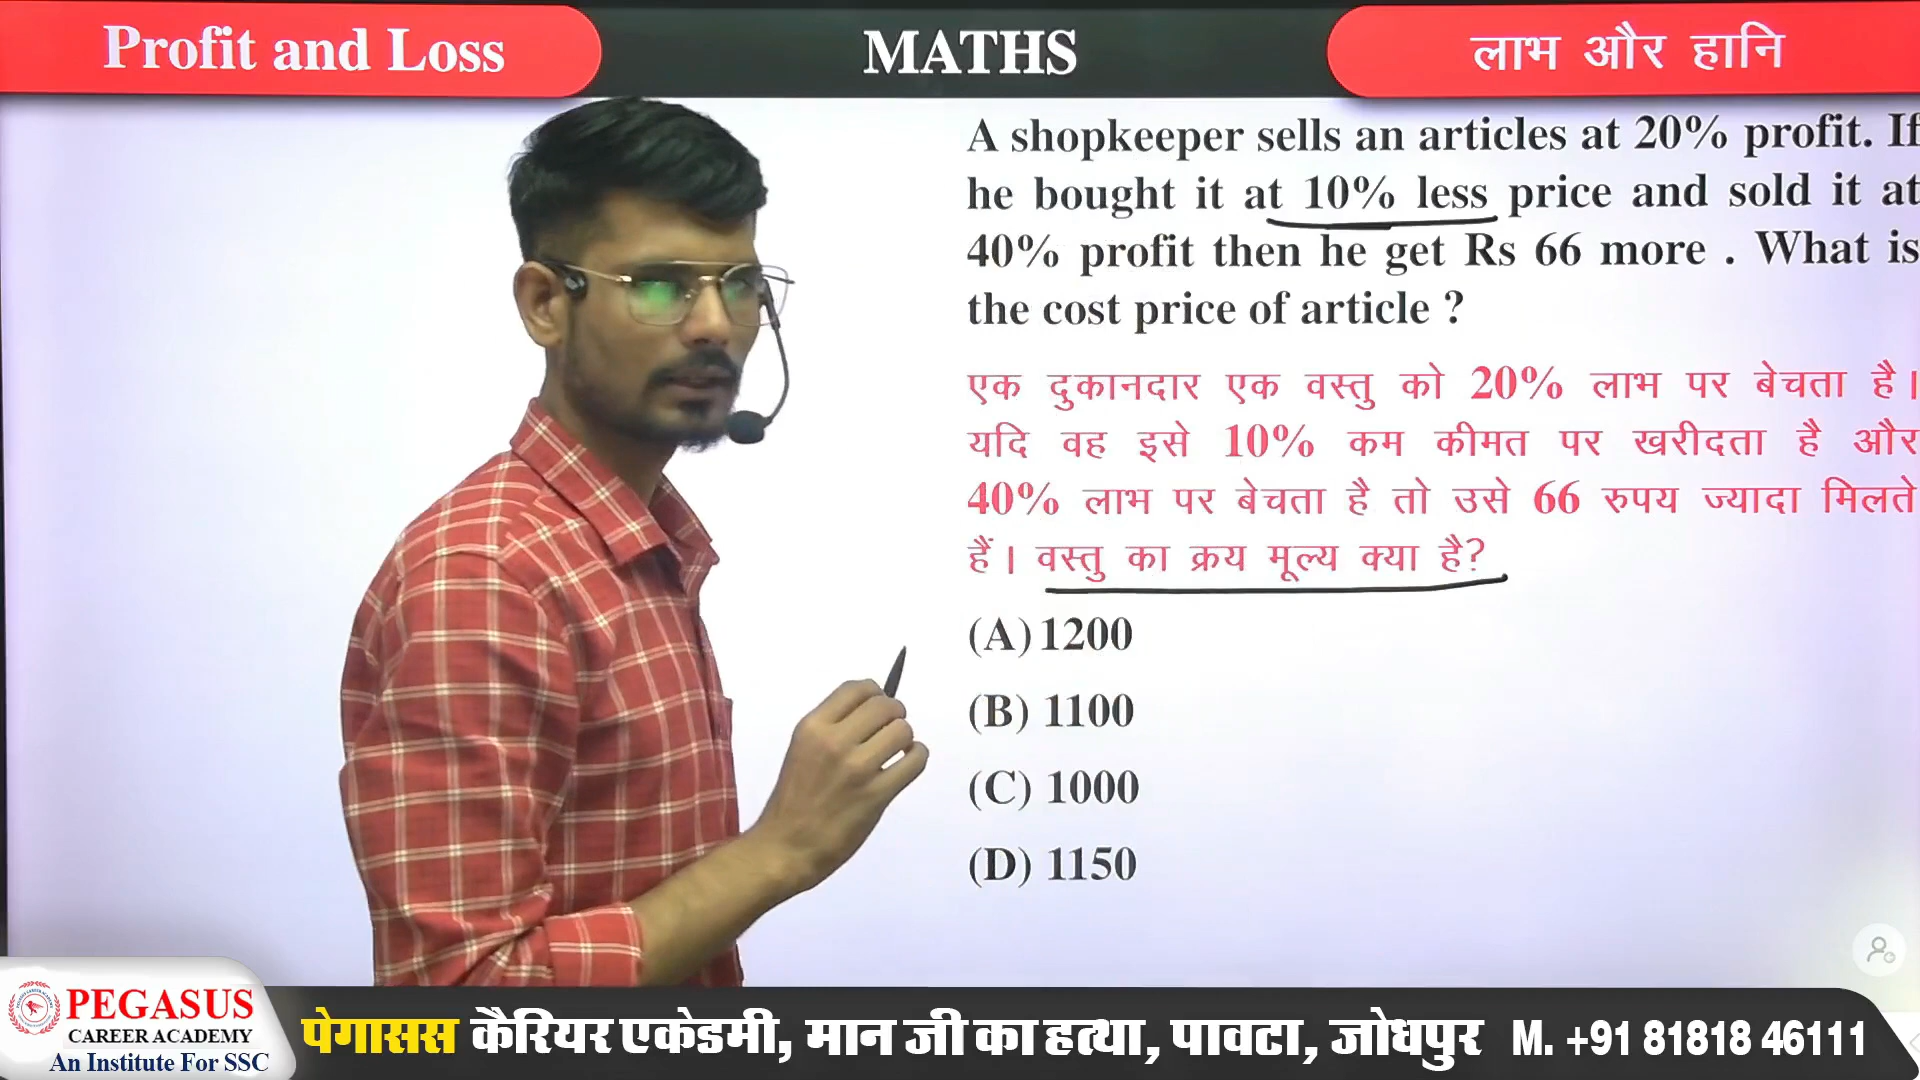 Profit and Loss
MATHS
लाभ और हानि
A shopkeeper sells an articles at 20% profit. If
he bought it at 10% less price and sold it at
40% profit then he get Rs 66 more . What is
the cost price of article ?
एक दुकानदार एक वस्तु को 20% लाभ पर बेचता है।
यदि वह इसे 10% कम कीमत पर खरीदता है और
40% लाभ पर बेचता है तो उसे 66 रुपय ज्यादा मिलते
हैं। वस्तु का क्रय मूल्य क्या है?
(A) 1200
(B) 1100
(C) 1000
(D) 1150
PEGASUS
CAREER ACADEMY
An Institute For SSC
पेगासस कैरियर एकेडमी, मान जी का हत्था, पावटा, जोधपुर M. +91 81818 46111